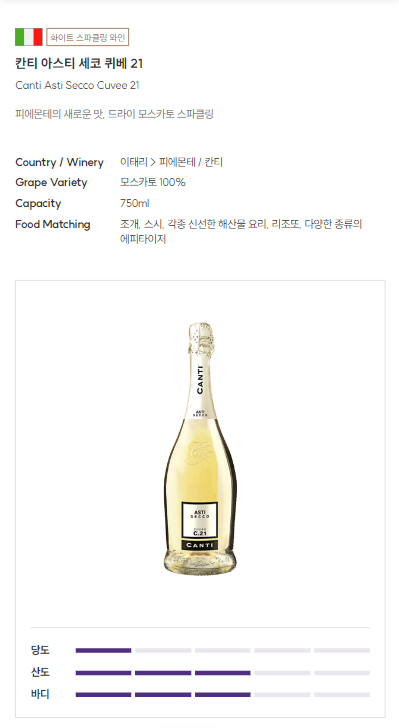 화이트 스파클링 와인
칸티 아스티 세코 퀴베 21
Canti Asti Secco Cuvee 21
피에몬테의 새로운 맛, 드라이 모스카토 스파클링
Country / Winery 이태리 > 피에몬테 / 칸티
Grape Variety 모스카토 100%
Capacity 750ml
Food Matching 조개, 스시, 각종 신선한 해산물 요리, 리조또, 다양한 종류의
에피타이저
CANTI
ASTI
SECCO
ASTI
SECCO
C.21
CANTI
당도
산도
바디